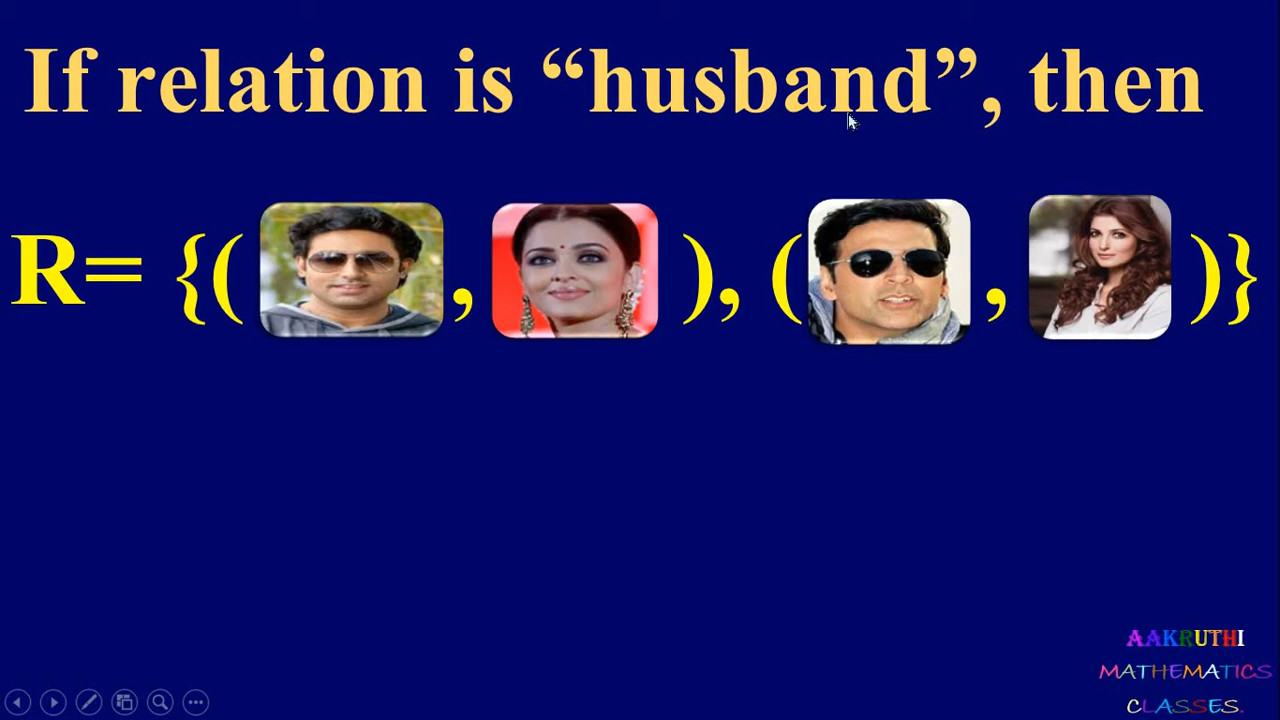 If relation is “husband”, then
R= {( , ), ( , )}
AAKRUTHI
MATHEMATICS
CLASSES.